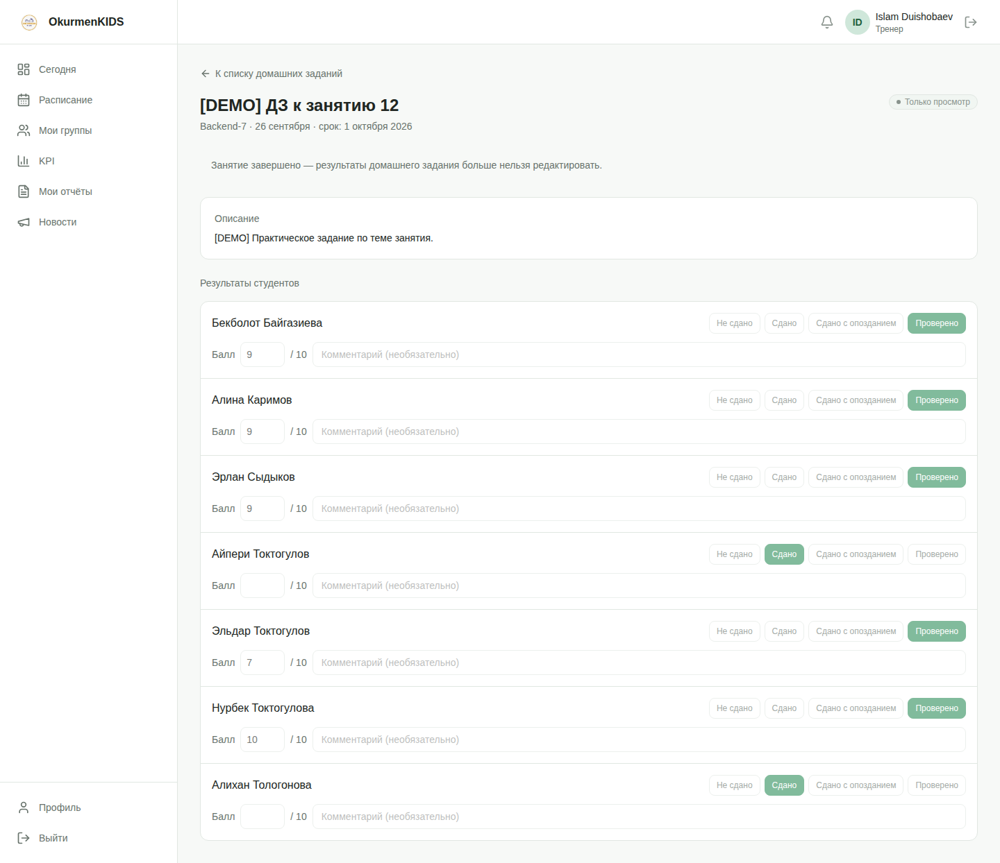 OkurmenKIDS
ID
Islam Duishobaev
Тренер
Сегодня
Расписание
Мои группы
KPI
Мои отчёты
Новости
Профиль
Выйти
К списку домашних заданий
[DEMO] ДЗ к занятию 12
Только просмотр
Backend-7 · 26 сентября · срок: 1 октября 2026
Занятие завершено — результаты домашнего задания больше нельзя редактировать.
Описание
[DEMO] Практическое задание по теме занятия.
Результаты студентов
Бекболот Байгазиева
Не сдано Сдано Сдано с опозданием Проверено
Балл 9 / 10 Комментарий (необязательно)
Алина Каримов
Не сдано Сдано Сдано с опозданием Проверено
Балл 9 / 10 Комментарий (необязательно)
Эрлан Сыдыков
Не сдано Сдано Сдано с опозданием Проверено
Балл 9 / 10 Комментарий (необязательно)
Айпери Токтогулов
Не сдано Сдано Сдано с опозданием Проверено
Балл / 10 Комментарий (необязательно)
Эльдар Токтогулов
Не сдано Сдано Сдано с опозданием Проверено
Балл 7 / 10 Комментарий (необязательно)
Нурбек Токтогулова
Не сдано Сдано Сдано с опозданием Проверено
Балл 10 / 10 Комментарий (необязательно)
Алихан Тологонова
Не сдано Сдано Сдано с опозданием Проверено
Балл / 10 Комментарий (необязательно)